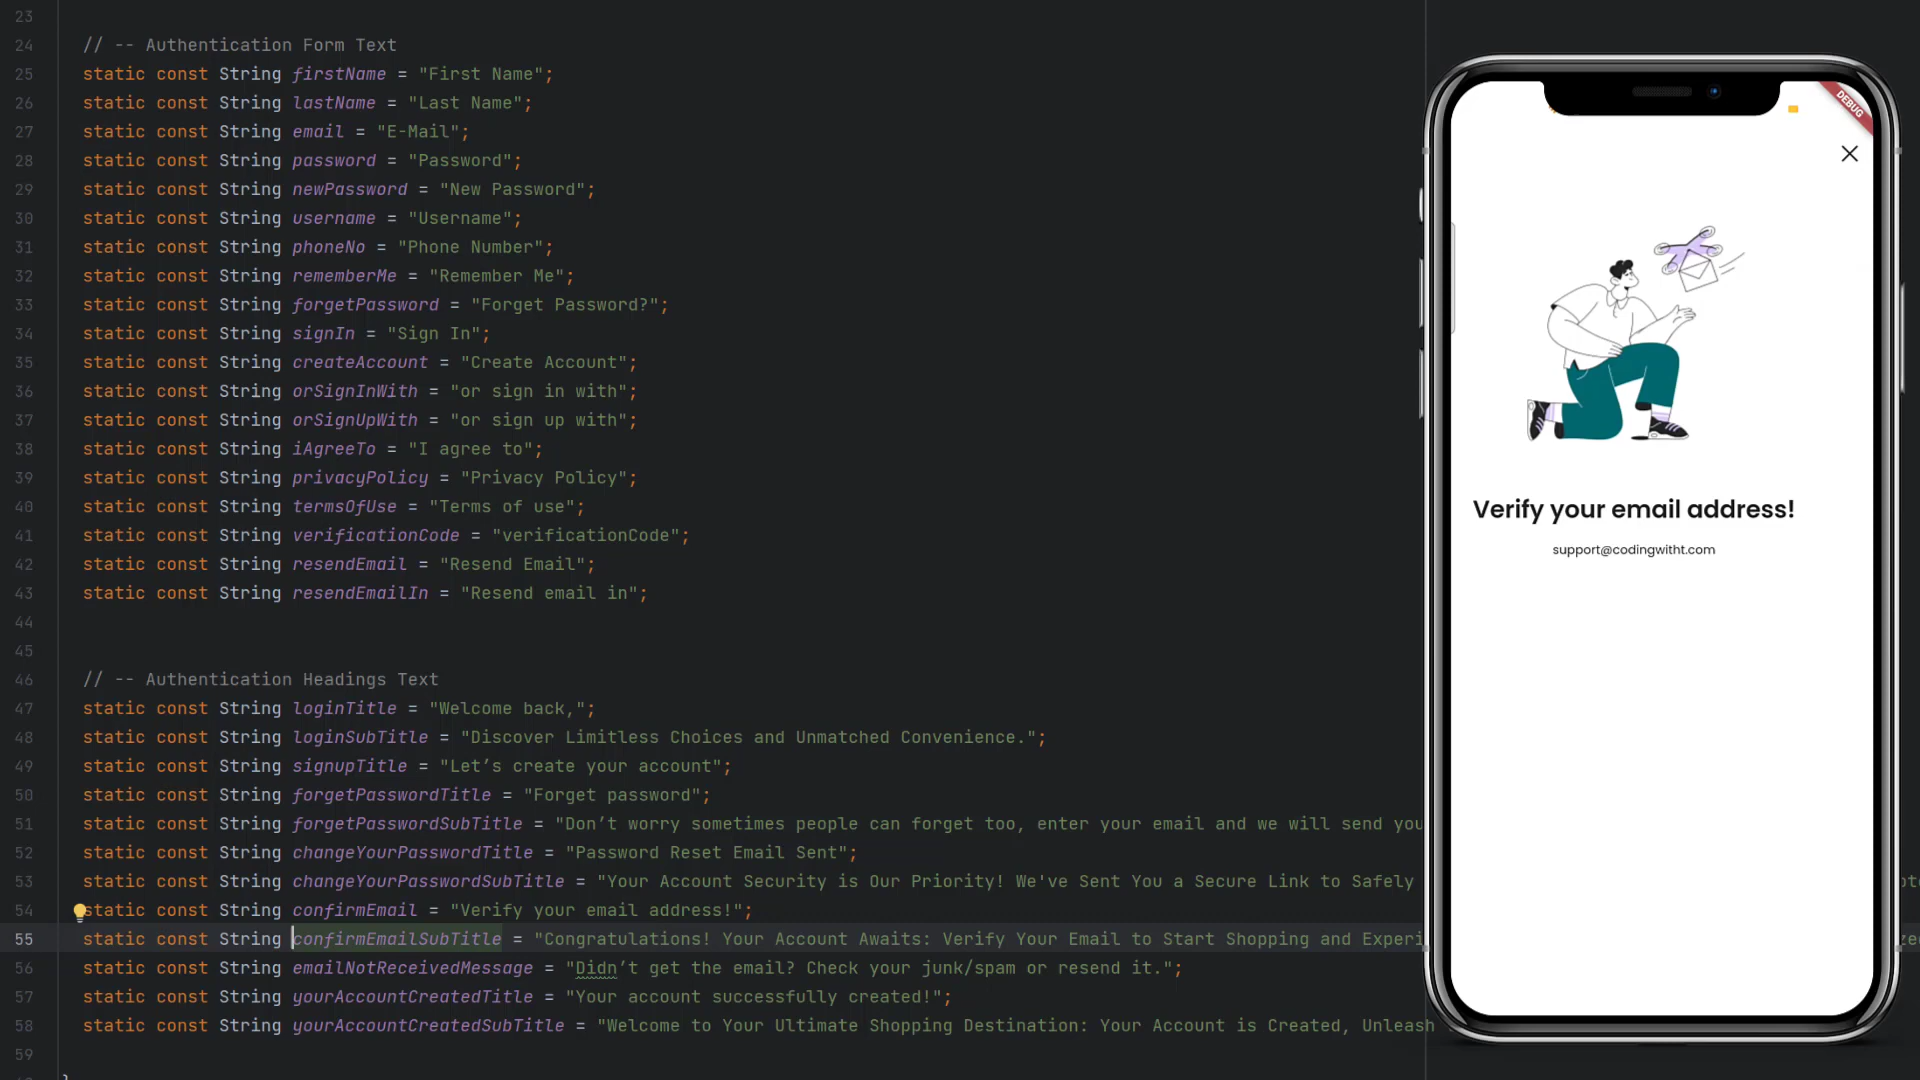 23
24 // -- Authentication Form Text
25 static const String firstName = "First Name";
26 static const String lastName = "Last Name";
27 static const String email = "E-Mail";
28 static const String password = "Password";
29 static const String newPassword = "New Password";
30 static const String username = "Username";
31 static const String phoneNo = "Phone Number";
32 static const String rememberMe = "Remember Me";
33 static const String forgetPassword = "Forget Password?";
34 static const String signIn = "Sign In";
35 static const String createAccount = "Create Account";
36 static const String orSignInWith = "or sign in with";
37 static const String orSignUpWith = "or sign up with";
38 static const String iAgreeTo = "I agree to";
39 static const String privacyPolicy = "Privacy Policy";
40 static const String termsOfUse = "Terms of use";
41 static const String verificationCode = "verificationCode";
42 static const String resendEmail = "Resend Email";
43 static const String resendEmailIn = "Resend email in";
44
45
46 // -- Authentication Headings Text
47 static const String loginTitle = "Welcome back,";
48 static const String loginSubTitle = "Discover Limitless Choices and Unmatched Convenience.";
49 static const String signupTitle = "Let’s create your account";
50 static const String forgetPasswordTitle = "Forget password";
51 static const String forgetPasswordSubTitle = "Don’t worry sometimes people can forget too, enter your email and we will send you
52 static const String changeYourPasswordTitle = "Password Reset Email Sent";
53 static const String changeYourPasswordSubTitle = "Your Account Security is Our Priority! We've Sent You a Secure Link to Safely
54 static const String confirmEmail = "Verify your email address!";
55 static const String confirmEmailSubTitle = "Congratulations! Your Account Awaits: Verify Your Email to Start Shopping and Experi
56 static const String emailNotReceivedMessage = "Didn’t get the email? Check your junk/spam or resend it.";
57 static const String yourAccountCreatedTitle = "Your account successfully created!";
58 static const String yourAccountCreatedSubTitle = "Welcome to Your Ultimate Shopping Destination: Your Account is Created, Unleash
59
DEBUG
Verify your email address!
support@codingwitht.com